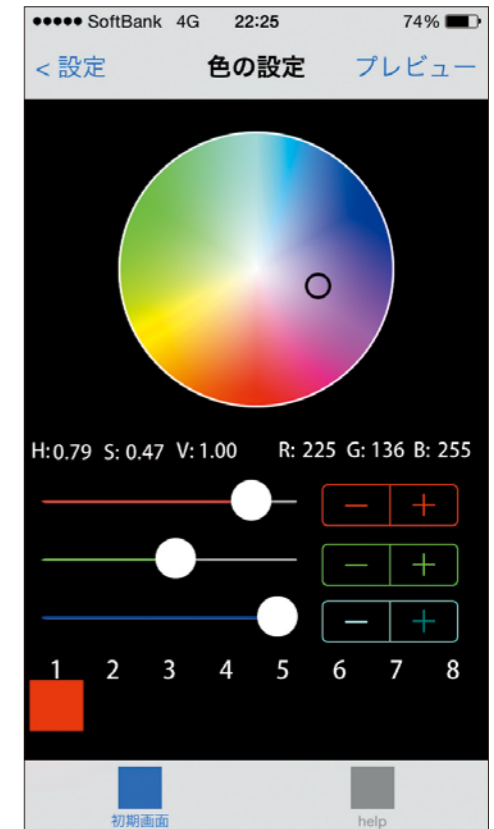 ●●●●● SoftBank 4G 22:25 74%
< 設定 色の設定 プレビュー
H:0.79 S: 0.47 V: 1.00 R: 225 G: 136 B: 255
− +
− +
− +
1 2 3 4 5 6 7 8
初期画面 help